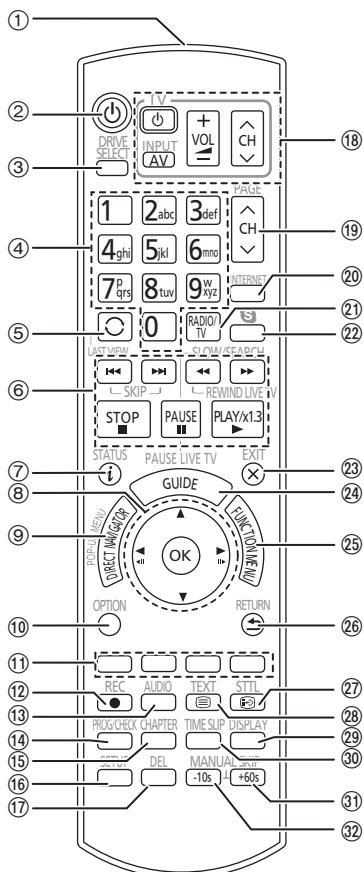 ①
② TV
DRIVE SELECT INPUT AV + VOL − CH ⑱
③ PAGE
1 2abc 3def CH ⑲
④ 4ghi 5jkl 6mno
7pqrs 8tuv 9wxyz INTERNET ⑳
⑤ 0 RADIO/TV S ㉑
LAST VIEW SLOW/SEARCH ㉒
⑥ SKIP REWIND LIVE TV
STOP PAUSE PLAY/x1.3
STATUS PAUSE LIVE TV EXIT
⑦ i ㉓
⑧ GUIDE ㉔
⑨ POP-UP MENU DIRECT NAVIGATOR OK FUNCTION MENU ㉕
OPTION RETURN
⑩ ㉖
⑪
REC AUDIO TEXT STTL
⑫ ㉗
⑬ ㉘
⑭ PROG/CHECK CHAPTER TIME SLIP DISPLAY ㉙
⑮ ㉚
SETUP DEL MANUAL SKIP
⑯ -10s +60s ㉛
⑰ ㉜